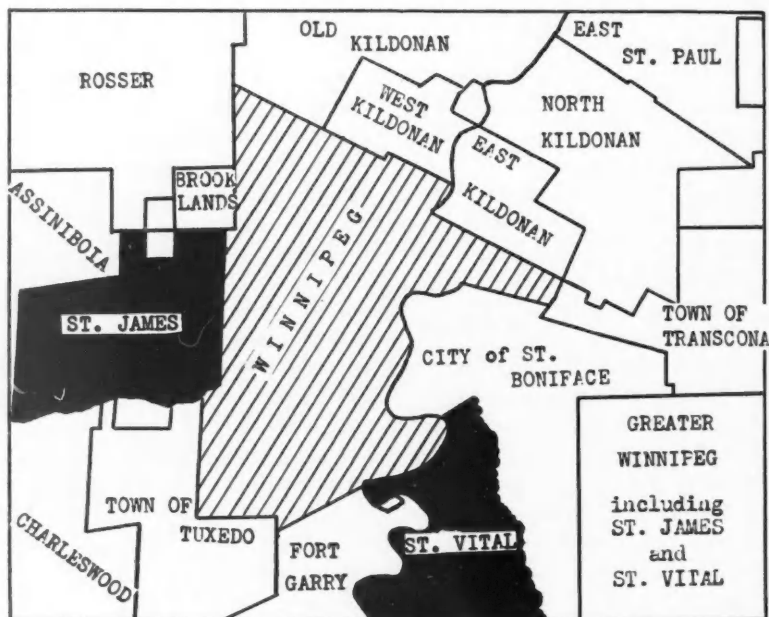 OLD
KILDONAN
EAST
ST. PAUL
ROSSER
WEST
KILDONAN
NORTH
KILDONAN
EAST
KILDONAN
BROOK
LANDS
ASSINIBOIA
WINNIPEG
ST. JAMES
TOWN OF
TRANSCONA
CITY of ST.
BONIFACE
GREATER
WINNIPEG
including
ST. JAMES
and
ST. VITAL
TOWN OF
TUXEDO
CHARLESWOOD
FORT
GARRY
ST. VITAL